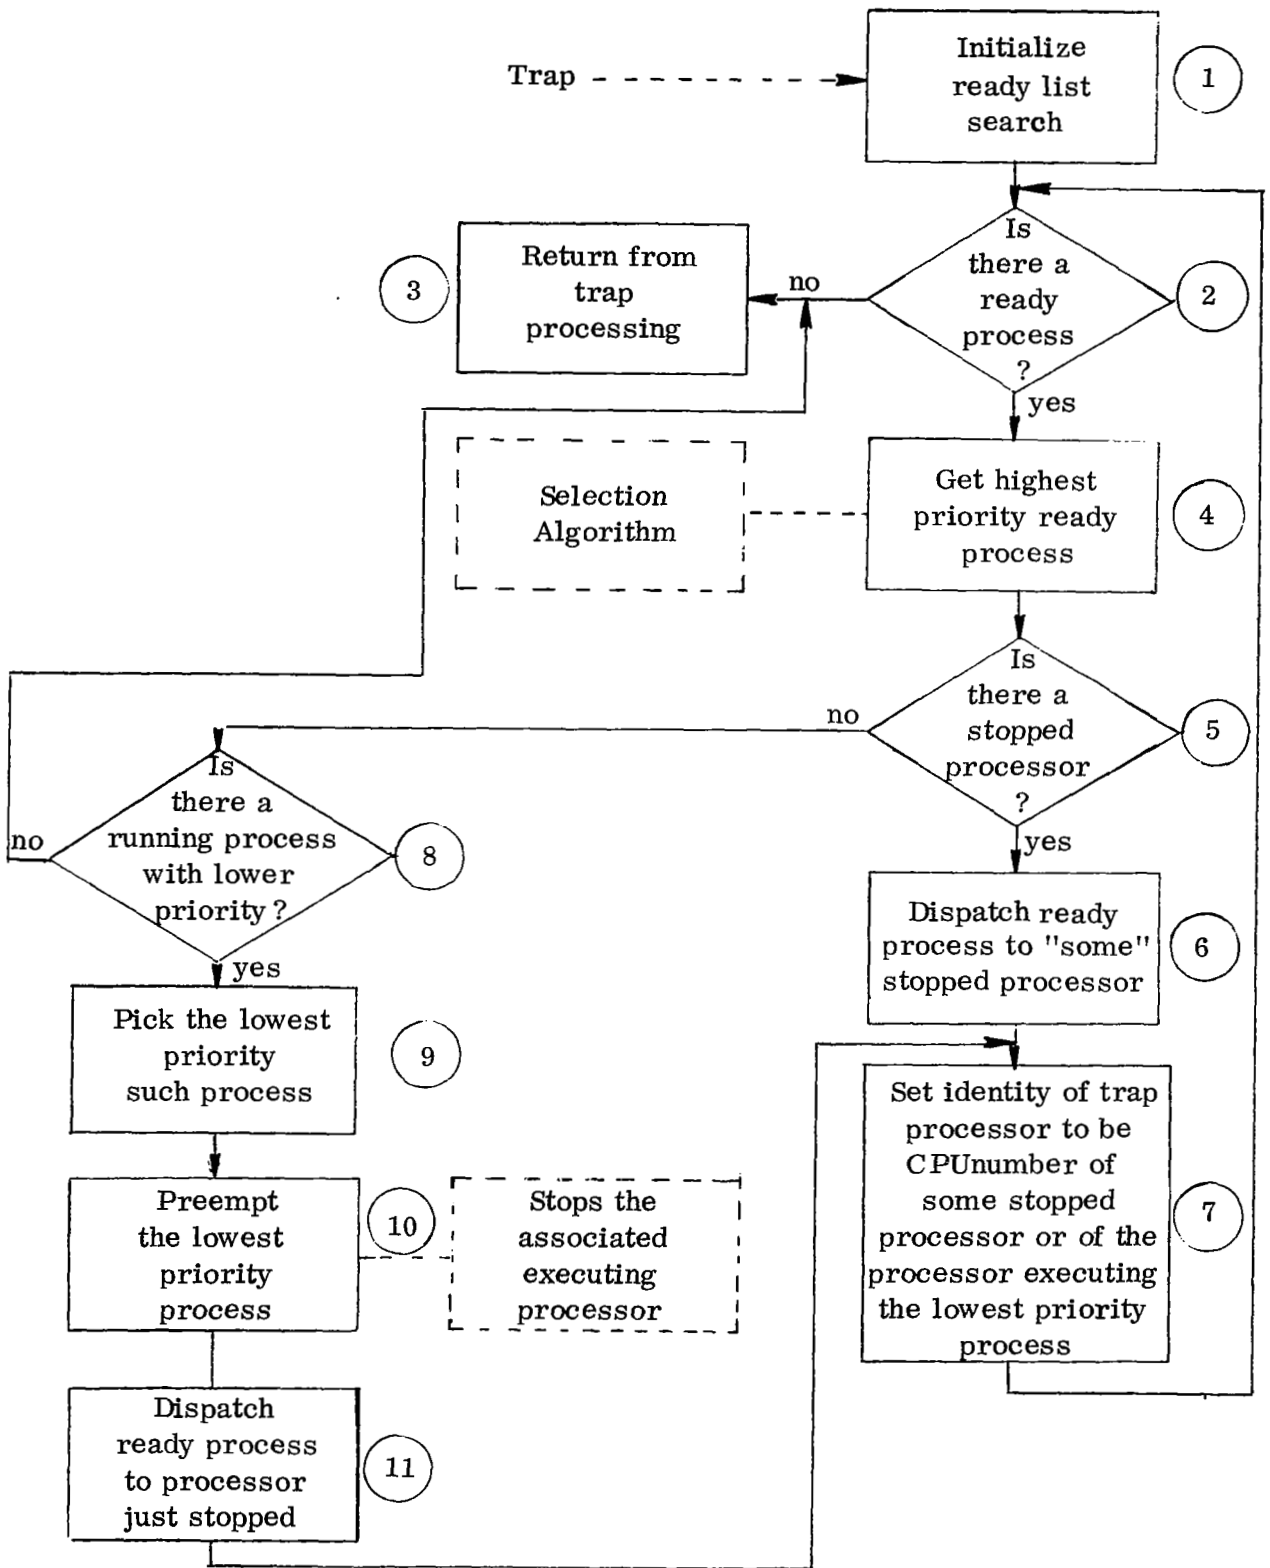 Trap
Initialize
ready list
search
1
Return from
trap
processing
3
no
Is
there a
ready
process
?
2
yes
Selection
Algorithm
Get highest
priority ready
process
4
Is
there a
stopped
processor
?
5
no
yes
Is
there a
running process
with lower
priority?
8
no
yes
Dispatch ready
process to "some"
stopped processor
6
Pick the lowest
priority
such process
9
Set identity of trap
processor to be
CPUnumber of
some stopped
processor or of the
processor executing
the lowest priority
process
7
Preempt
the lowest
priority
process
10
Stops the
associated
executing
processor
Dispatch
ready process
to processor
just stopped
11